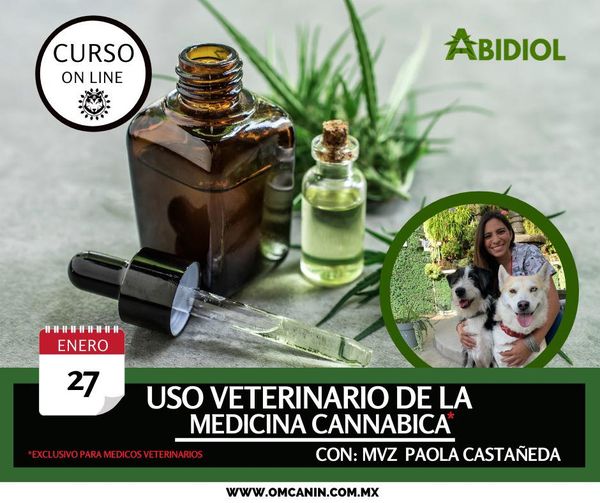 CURSO
ON LINE
ABIDIOL
ENERO
27
USO VETERINARIO DE LA
MEDICINA CANNABICA*
*EXCLUSIVO PARA MEDICOS VETERINARIOS
CON: MVZ PAOLA CASTAÑEDA
WWW.OMCANIN.COM.MX